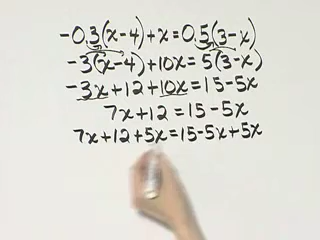 -0.3(x-4)+x=0.5(3-x)
-3(x-4)+10x=5(3-x)
-3x+12+10x=15-5x
7x+12=15-5x
7x+12+5x=15-5x+5x